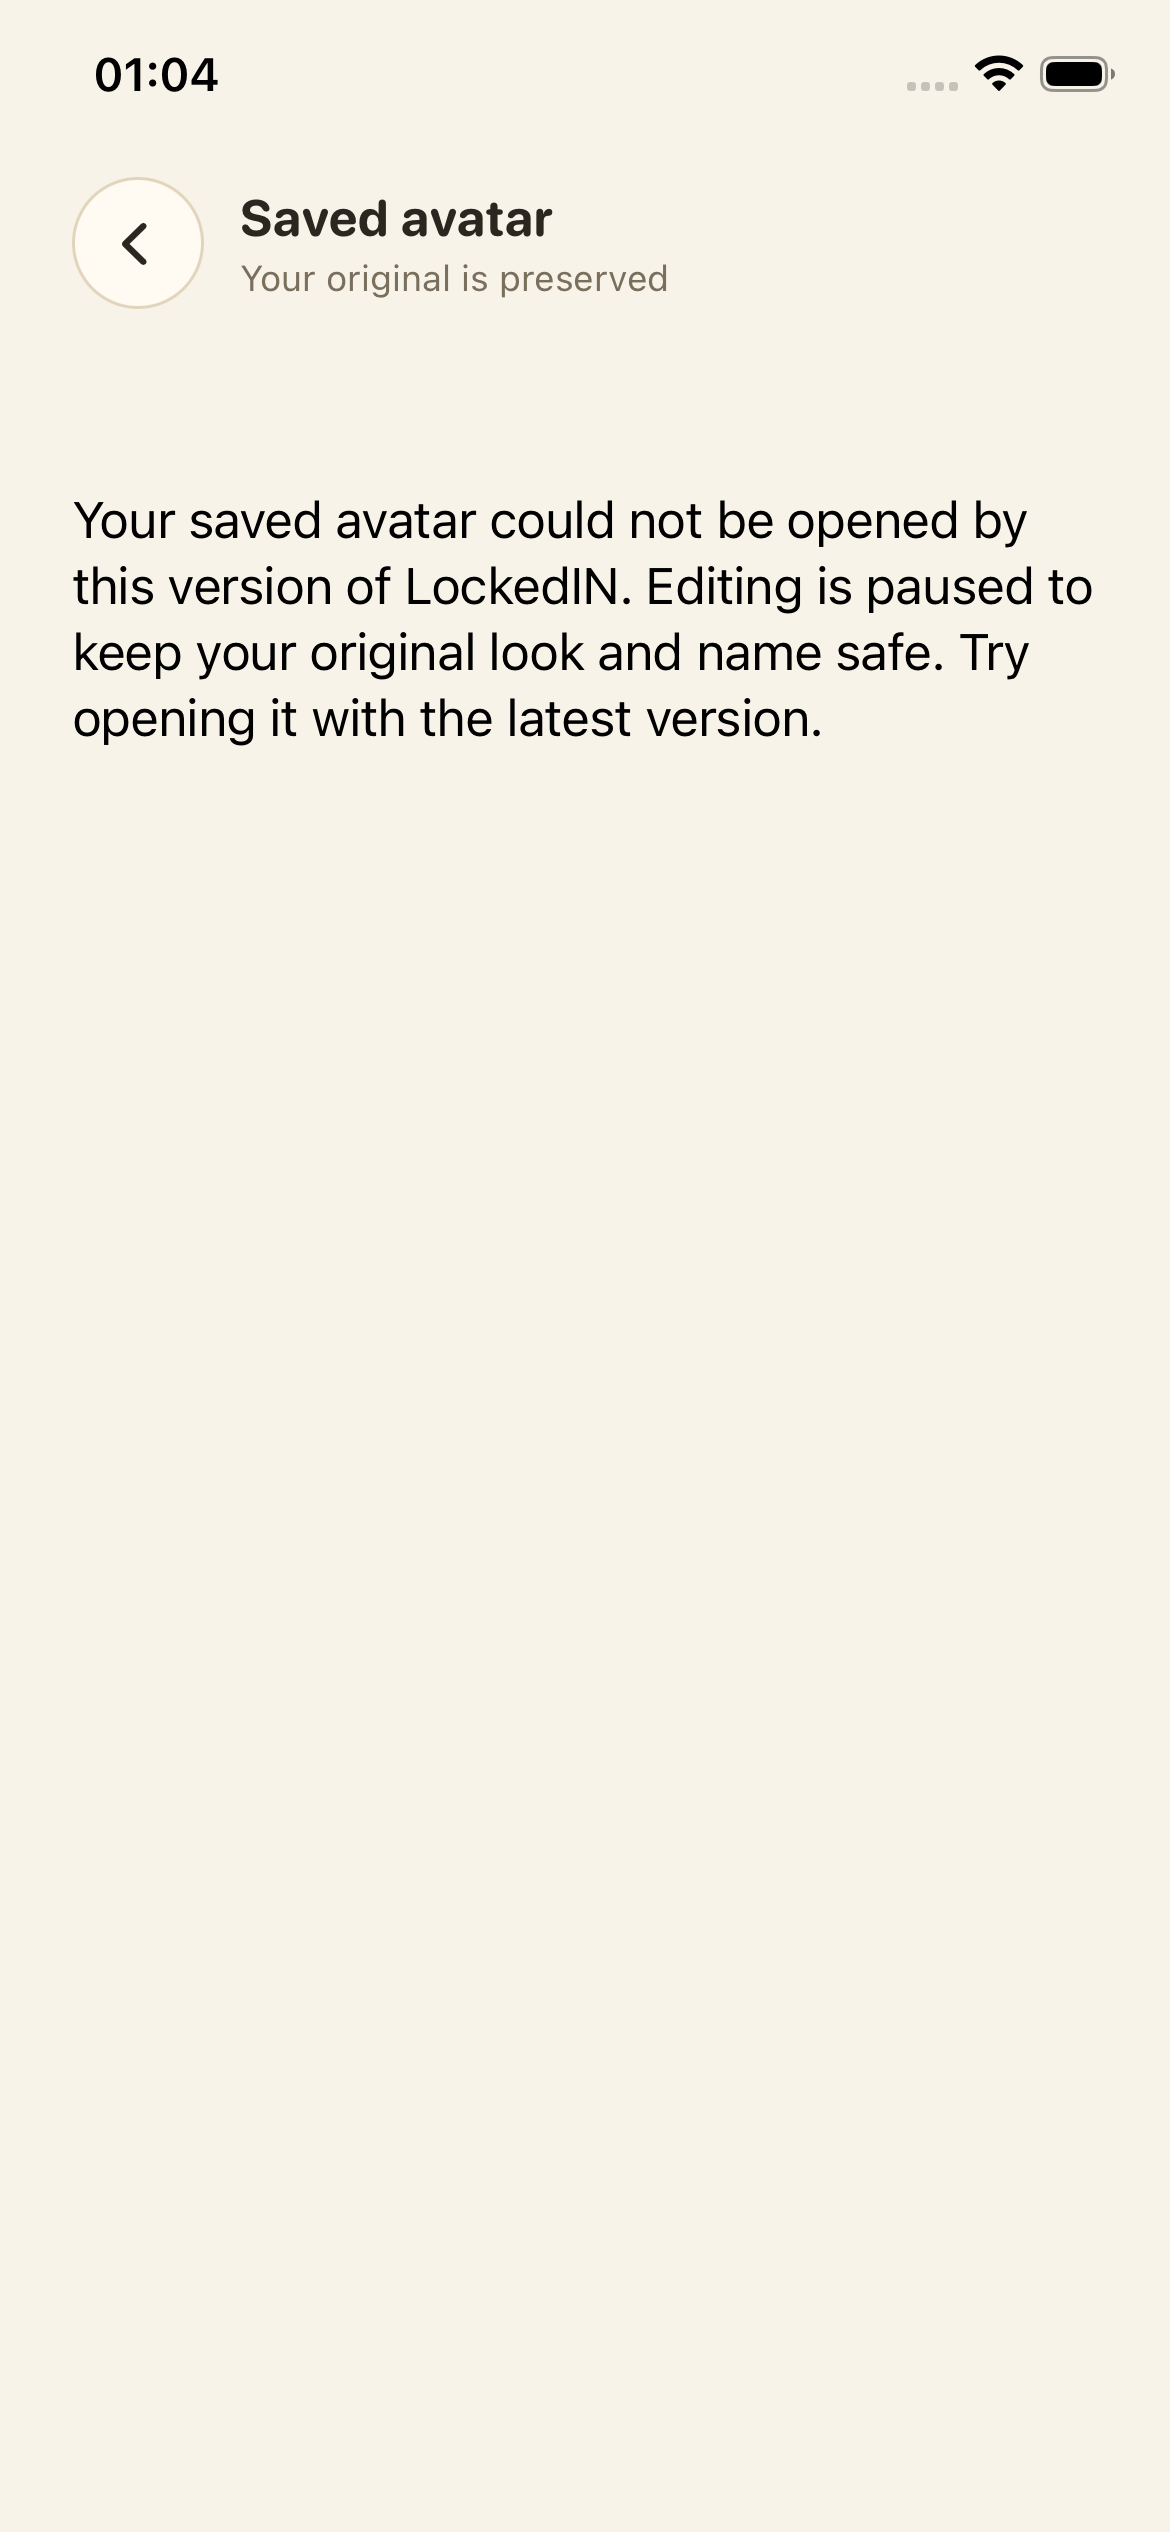 01:04
Saved avatar
Your original is preserved
Your saved avatar could not be opened by
this version of LockedIN. Editing is paused to
keep your original look and name safe. Try
opening it with the latest version.